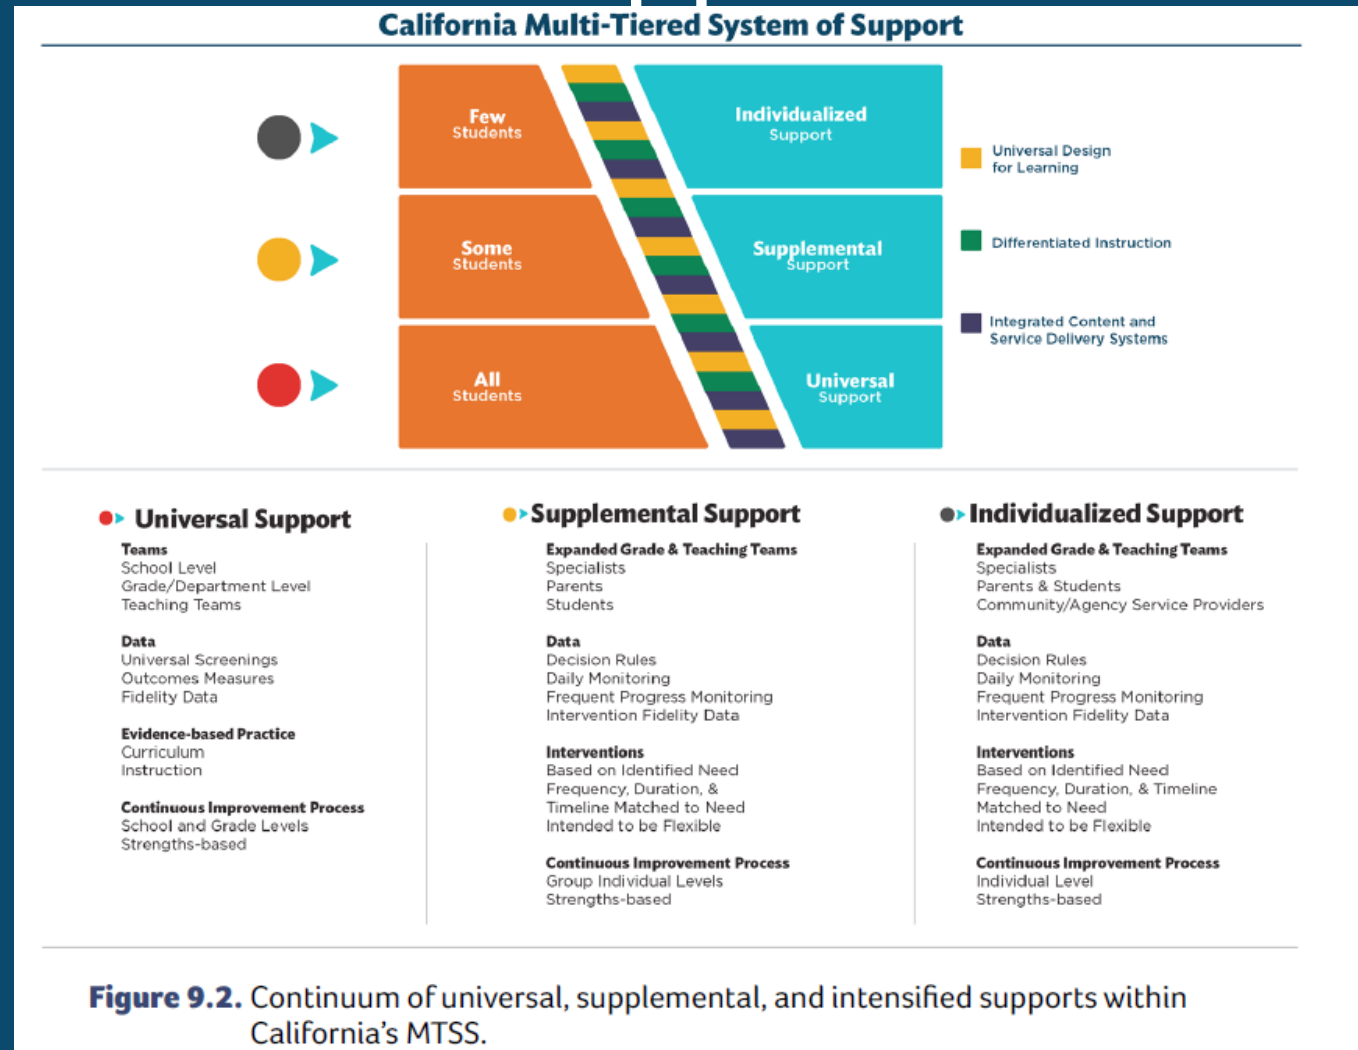 California Multi-Tiered System of Support
Few
Students
Individualized
Support
Universal Design
for Learning
Some
Students
Supplemental
Support
Differentiated Instruction
Integrated Content and
Service Delivery Systems
All
Students
Universal
Support
Universal Support
Teams
School Level
Grade/Department Level
Teaching Teams
Data
Universal Screenings
Outcomes Measures
Fidelity Data
Evidence-based Practice
Curriculum
Instruction
Continuous Improvement Process
School and Grade Levels
Strengths-based
Supplemental Support
Expanded Grade & Teaching Teams
Specialists
Parents
Students
Data
Decision Rules
Daily Monitoring
Frequent Progress Monitoring
Intervention Fidelity Data
Interventions
Based on Identified Need
Frequency, Duration, &
Timeline Matched to Need
Intended to be Flexible
Continuous Improvement Process
Group Individual Levels
Strengths-based
Individualized Support
Expanded Grade & Teaching Teams
Specialists
Parents & Students
Community/Agency Service Providers
Data
Decision Rules
Daily Monitoring
Frequent Progress Monitoring
Intervention Fidelity Data
Interventions
Based on Identified Need
Frequency, Duration, & Timeline
Matched to Need
Intended to be Flexible
Continuous Improvement Process
Individual Level
Strengths-based
Figure 9.2. Continuum of universal, supplemental, and intensified supports within
California's MTSS.